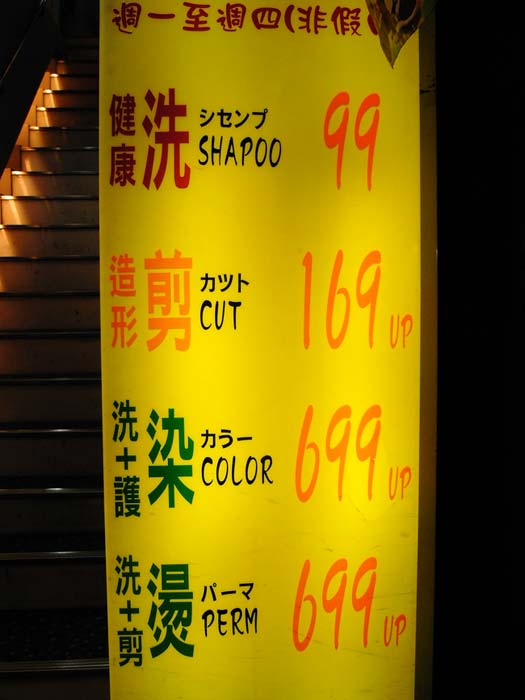 週一至週四(非假
健康 洗 シセンプ SHAPOO 99
造形 剪 カツト CUT 169 UP
洗+護 染 カラー COLOR 699 UP
洗+剪 燙 パーマ PERM 699 UP